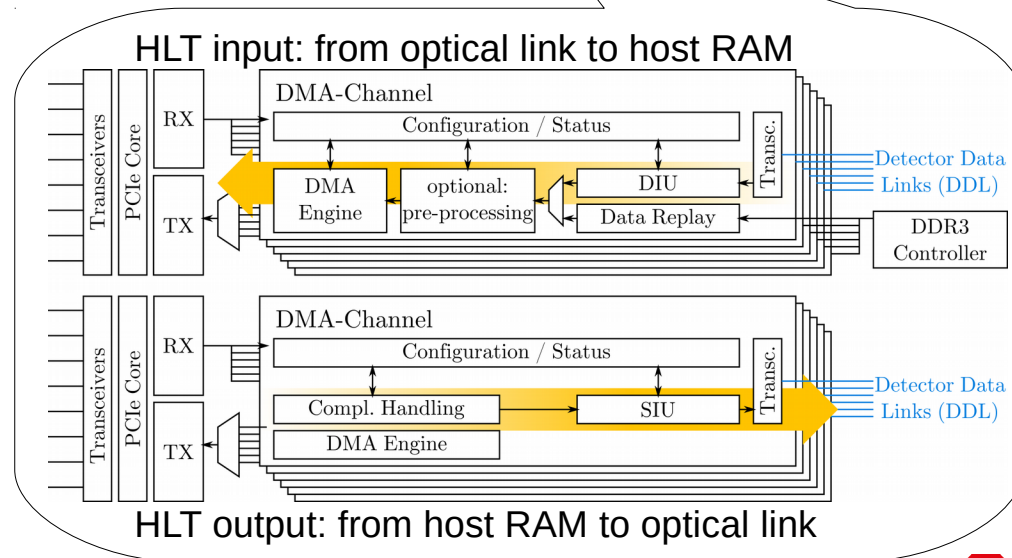 HLT input: from optical link to host RAM
DMA-Channel
Configuration / Status
Transceivers
PCIe Core
RX
TX
DMA
Engine
optional:
pre-processing
DIU
Data Replay
Transc.
Detector Data
Links (DDL)
DDR3
Controller
DMA-Channel
Configuration / Status
Transceivers
PCIe Core
RX
TX
Compl. Handling
DMA Engine
SIU
Transc.
Detector Data
Links (DDL)
HLT output: from host RAM to optical link